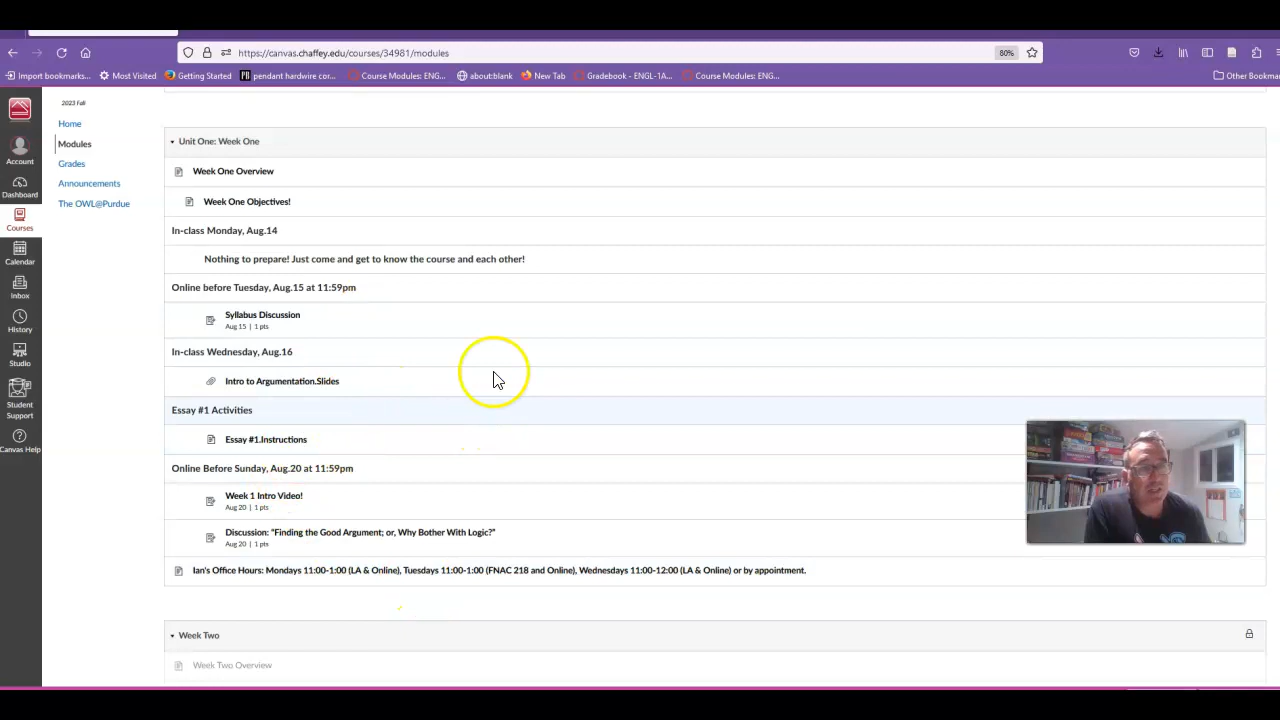 https://canvas.chaffey.edu/courses/34981/modules
80%
Import bookmarks...
Most Visited
Getting Started
pendant hardwire cor...
Course Modules: ENG...
about:blank
New Tab
Gradebook - ENGL-1A...
Course Modules: ENG...
Other Bookmar
2023 Fall
Home
Modules
Grades
Announcements
The OWL@Purdue
Account
Dashboard
Courses
Calendar
Inbox
History
Studio
Student
Support
Canvas Help
Unit One: Week One
Week One Overview
Week One Objectives!
In-class Monday, Aug.14
Nothing to prepare! Just come and get to know the course and each other!
Online before Tuesday, Aug.15 at 11:59pm
Syllabus Discussion
Aug 15 | 1 pts
In-class Wednesday, Aug.16
Intro to Argumentation.Slides
Essay #1 Activities
Essay #1.Instructions
Online Before Sunday, Aug.20 at 11:59pm
Week 1 Intro Video!
Aug 20 | 1 pts
Discussion: "Finding the Good Argument; or, Why Bother With Logic?"
Aug 20 | 1 pts
Ian's Office Hours: Mondays 11:00-1:00 (LA & Online), Tuesdays 11:00-1:00 (FNAC 218 and Online), Wednesdays 11:00-12:00 (LA & Online) or by appointment.
Week Two
Week Two Overview